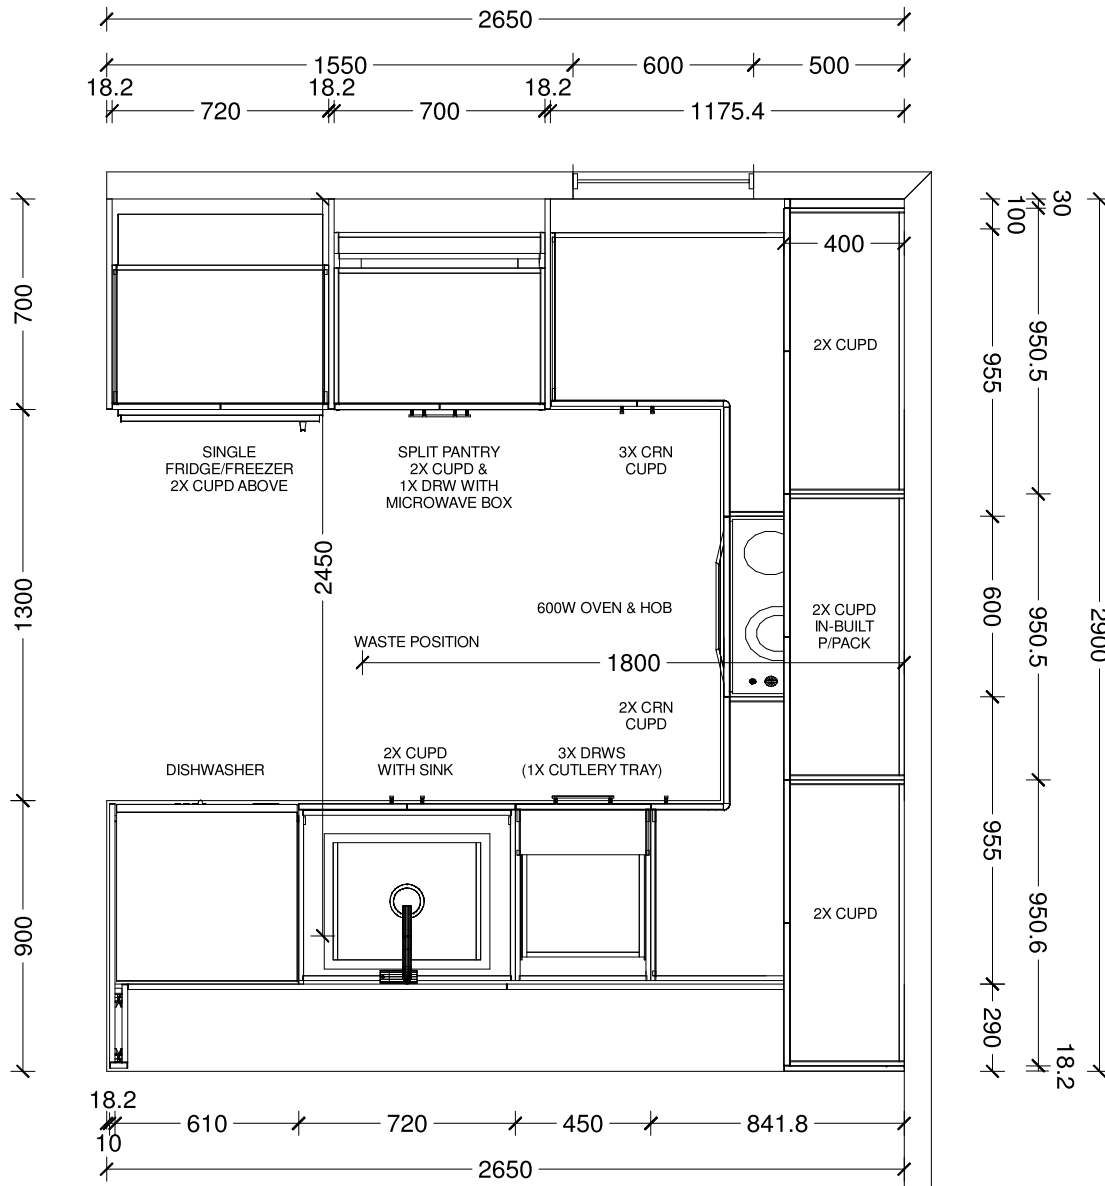 2650
1550
600
500
18.2
18.2
18.2
720
700
1175.4
30
100
400
700
2X CUPD
950.5
955
SINGLE
FRIDGE/FREEZER
2X CUPD ABOVE
SPLIT PANTRY
2X CUPD &
1X DRW WITH
MICROWAVE BOX
3X CRN
CUPD
2450
1300
600W OVEN & HOB
2X CUPD
IN-BUILT
P/PACK
600
950.5
2900
WASTE POSITION
1800
2X CRN
CUPD
DISHWASHER
2X CUPD
WITH SINK
3X DRWS
(1X CUTLERY TRAY)
955
900
2X CUPD
950.6
290
18.2
18.2
10
610
720
450
841.8
2650